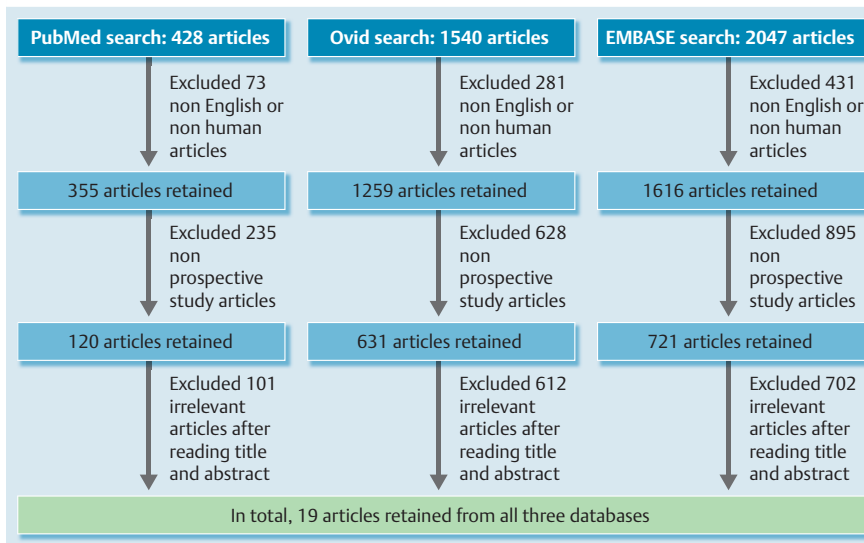 PubMed search: 428 articles
Excluded 73
non English or
non human
articles
355 articles retained
Excluded 235
non
prospective
study articles
120 articles retained
Excluded 101
irrelevant
articles after
reading title
and abstract
Ovid search: 1540 articles
Excluded 281
non English or
non human
articles
1259 articles retained
Excluded 628
non
prospective
study articles
631 articles retained
Excluded 612
irrelevant
articles after
reading title
and abstract
EMBASE search: 2047 articles
Excluded 431
non English or
non human
articles
1616 articles retained
Excluded 895
non
prospective
study articles
721 articles retained
Excluded 702
irrelevant
articles after
reading title
and abstract
In total, 19 articles retained from all three databases